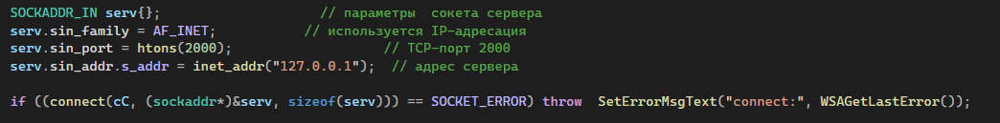 SOCKADDR_IN serv{}; // параметры сокета сервера
serv.sin_family = AF_INET; // используется IP-адресация
serv.sin_port = htons(2000); // TCP-порт 2000
serv.sin_addr.s_addr = inet_addr("127.0.0.1"); // адрес сервера
if ((connect(cC, (sockaddr*)&serv, sizeof(serv))) == SOCKET_ERROR) throw SetErrorMsgText("connect:", WSAGetLastError());